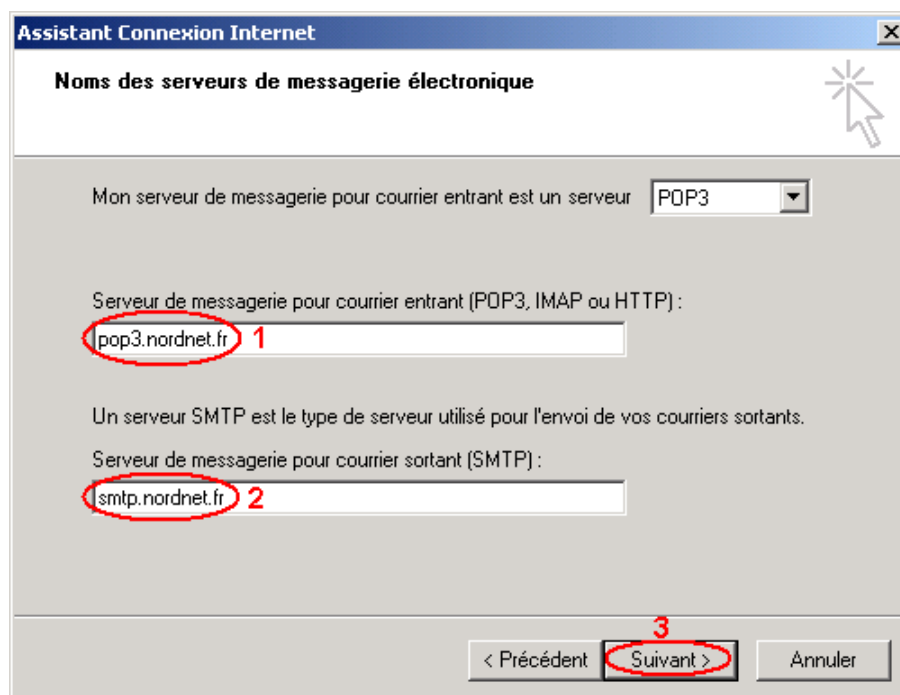 Assistant Connexion Internet
Noms des serveurs de messagerie électronique
Mon serveur de messagerie pour courrier entrant est un serveur POP3
Serveur de messagerie pour courrier entrant (POP3, IMAP ou HTTP) :
pop3.nordnet.fr 1
Un serveur SMTP est le type de serveur utilisé pour l'envoi de vos courriers sortants.
Serveur de messagerie pour courrier sortant (SMTP) :
smtp.nordnet.fr 2
3
< Précédent Suivant > Annuler